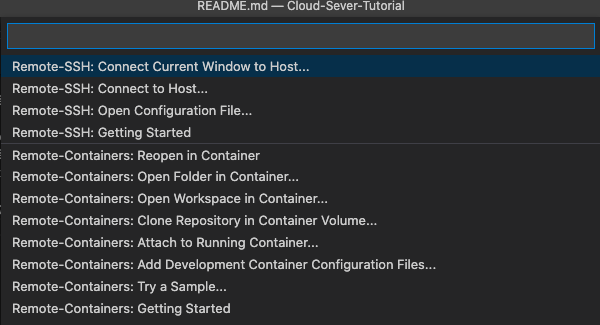 README.md — Cloud-Sever-Tutorial
Remote-SSH: Connect Current Window to Host...
Remote-SSH: Connect to Host...
Remote-SSH: Open Configuration File...
Remote-SSH: Getting Started
Remote-Containers: Reopen in Container
Remote-Containers: Open Folder in Container...
Remote-Containers: Open Workspace in Container...
Remote-Containers: Clone Repository in Container Volume...
Remote-Containers: Attach to Running Container...
Remote-Containers: Add Development Container Configuration Files...
Remote-Containers: Try a Sample...
Remote-Containers: Getting Started